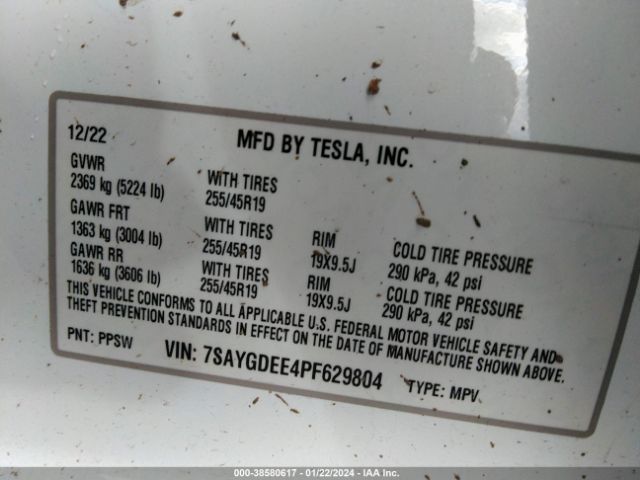 12/22 MFD BY TESLA, INC.
GVWR
2369 kg (5224 lb) WITH TIRES 255/45R19
GAWR FRT
1363 kg (3004 lb) WITH TIRES 255/45R19 RIM 19X9.5J COLD TIRE PRESSURE 290 kPa, 42 psi
GAWR RR
1636 kg (3606 lb) WITH TIRES 255/45R19 RIM 19X9.5J COLD TIRE PRESSURE 290 kPa, 42 psi
THIS VEHICLE CONFORMS TO ALL APPLICABLE U.S. FEDERAL MOTOR VEHICLE SAFETY AND
THEFT PREVENTION STANDARDS IN EFFECT ON THE DATE OF MANUFACTURE SHOWN ABOVE.
PNT: PPSW VIN: 7SAYGDEE4PF629804 TYPE: MPV
000-38580617 - 01/22/2024 - IAA Inc.